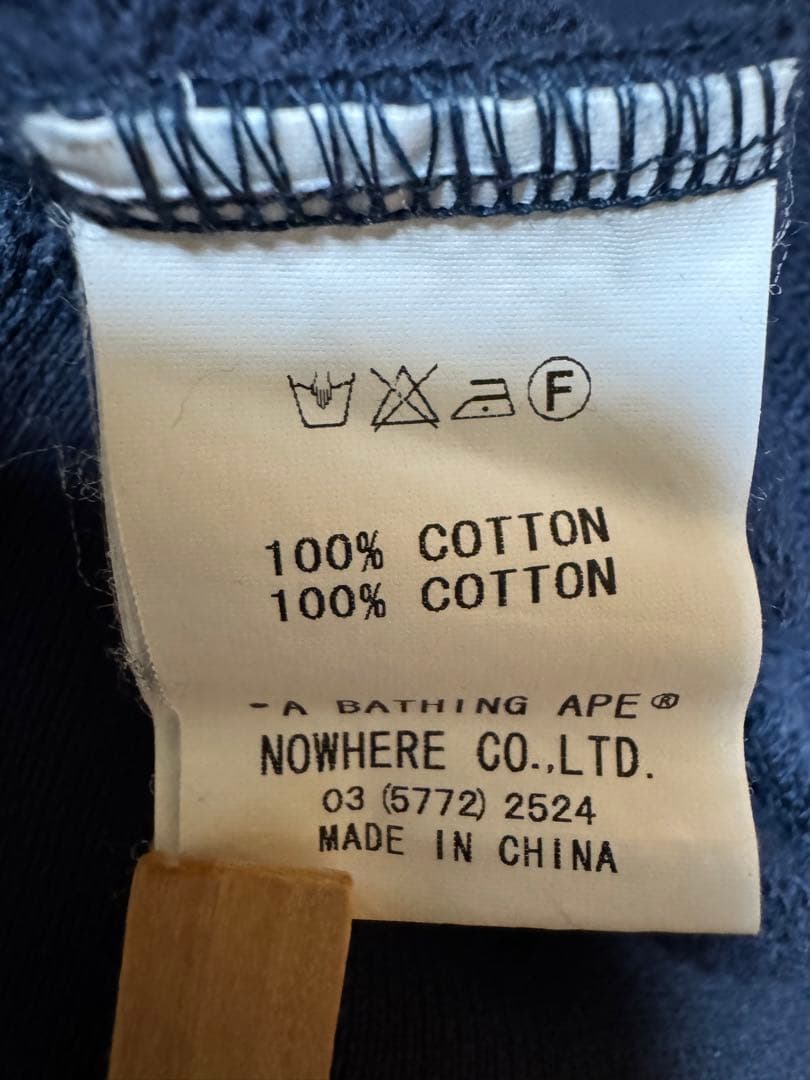 F
100% COTTON
100% COTTON
-A BATHING APE®
NOWHERE CO.,LTD.
03 (5772) 2524
MADE IN CHINA